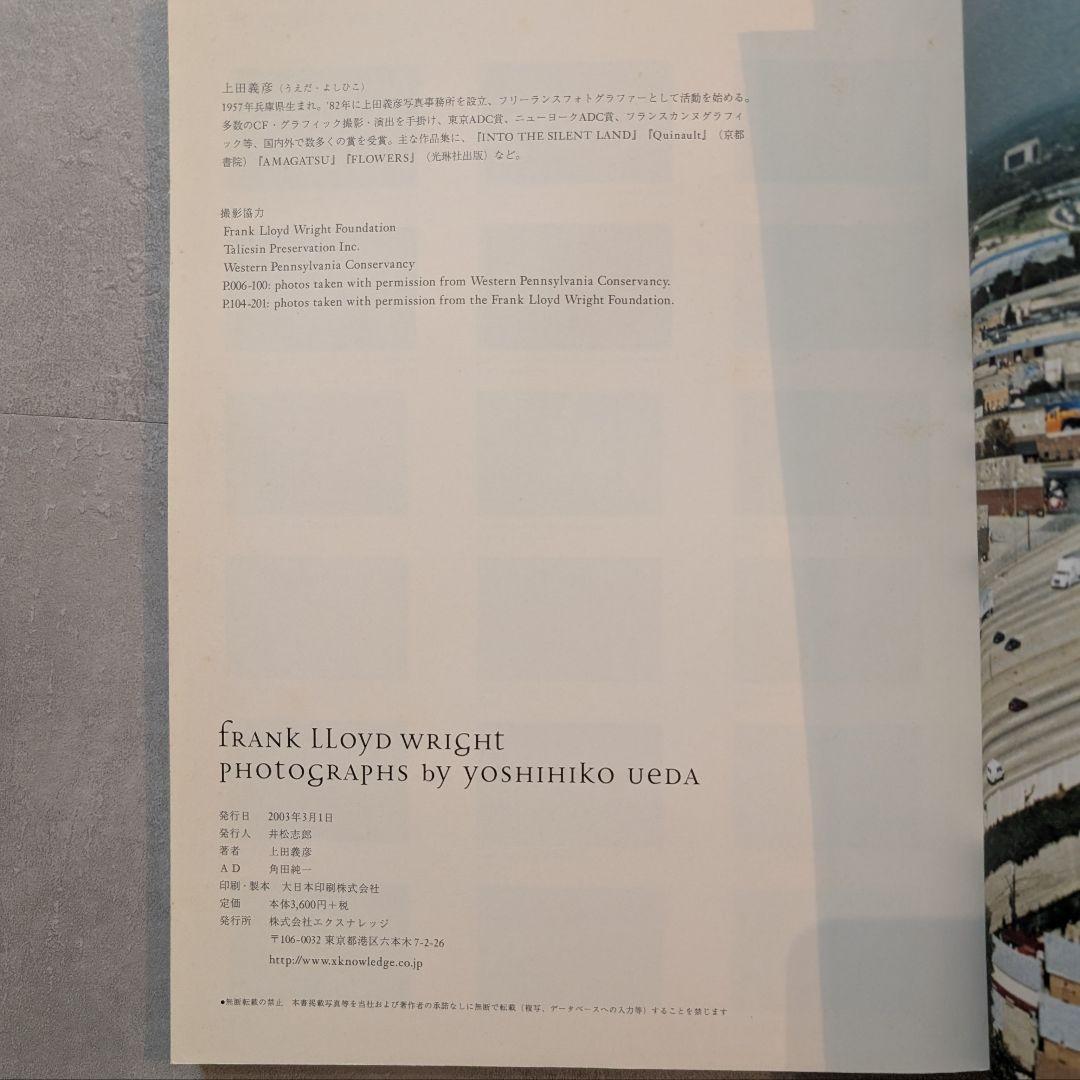 上田義彦（うえだ・よしひこ）
1957年兵庫県生まれ。'82年に上田義彦写真事務所を設立、フリーランスフォトグラファーとして活動を始める。
多数のCF・グラフィック撮影・演出を手掛け、東京ADC賞、ニューヨークADC賞、フランスカンヌグラフィ
ック等、国内外で数多くの賞を受賞。主な作品集に、『INTO THE SILENT LAND』『Quinault』（京都
書院）『AMAGATSU』『FLOWERS』（光琳社出版）など。
撮影協力
Frank Lloyd Wright Foundation
Taliesin Preservation Inc.
Western Pennsylvania Conservancy
P.006-100: photos taken with permission from Western Pennsylvania Conservancy.
P.104-201: photos taken with permission from the Frank Lloyd Wright Foundation.
fRANk LLoyD wRIght
photographs by yoshihiko ueda
発行日 2003年3月1日
発行人 井松志郎
著者 上田義彦
AD 角田純一
印刷・製本 大日本印刷株式会社
定価 本体3,600円＋税
発行所 株式会社エクスナレッジ
〒106-0032 東京都港区六本木7-2-26
http://www.xknowledge.co.jp
●無断転載の禁止 本書掲載写真等を当社および著作者の承諾なしに無断で転載（複写、データベースへの入力等）することを禁じます